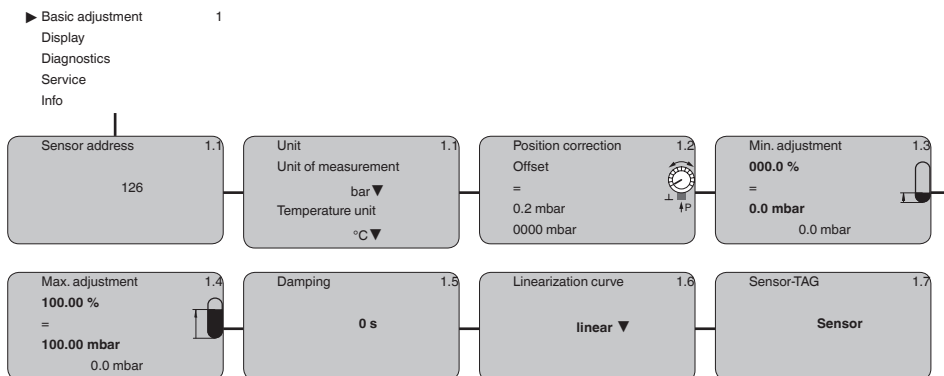 ▶ Basic adjustment 1
Display
Diagnostics
Service
Info
Sensor address 1.1
126
Unit 1.1
Unit of measurement
bar ▼
Temperature unit
°C ▼
Position correction 1.2
Offset
=
0.2 mbar
0000 mbar
P
Min. adjustment 1.3
000.0 %
=
0.0 mbar
0.0 mbar
Max. adjustment 1.4
100.00 %
=
100.00 mbar
0.0 mbar
Damping 1.5
0 s
Linearization curve 1.6
linear ▼
Sensor-TAG 1.7
Sensor